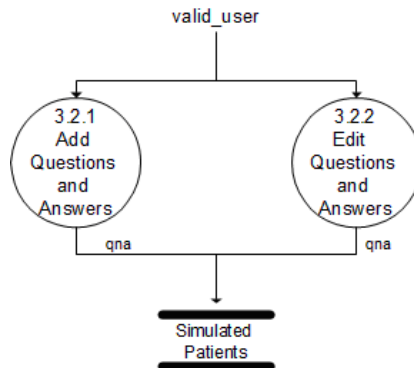 valid_user
3.2.1
Add
Questions
and
Answers
3.2.2
Edit
Questions
and
Answers
qna
qna
Simulated
Patients